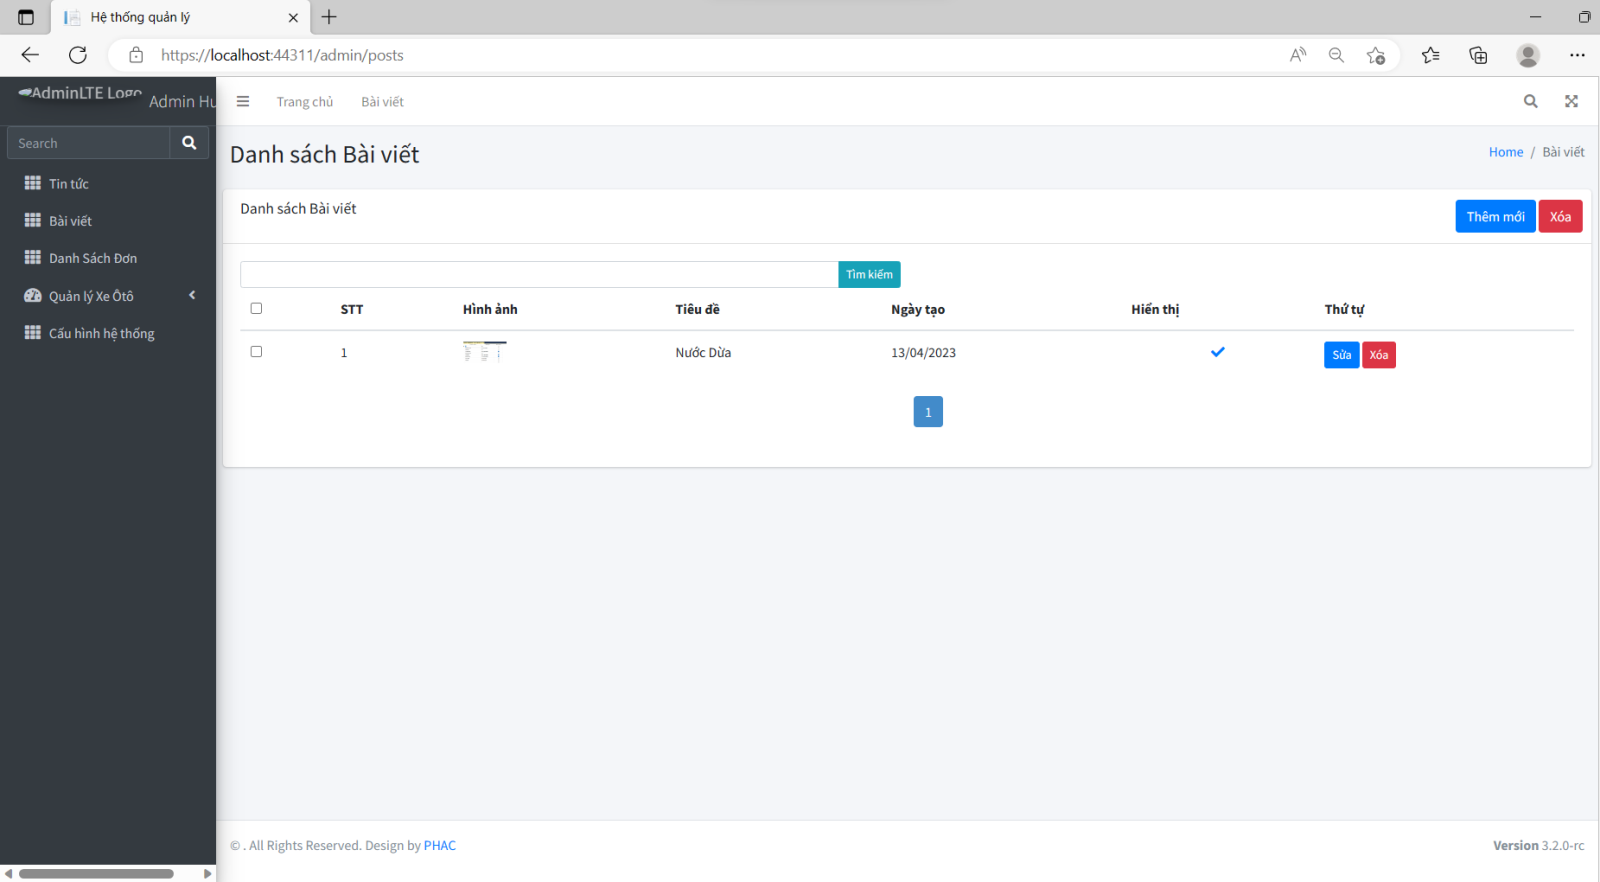 Hệ thống quản lý
https://localhost:44311/admin/posts
AdminLTE Logo
Admin Hu
Trang chủ
Bài viết
Search
Tin tức
Bài viết
Danh Sách Đơn
Quản lý Xe Ôtô
Cấu hình hệ thống
Danh sách Bài viết
Home / Bài viết
Danh sách Bài viết
Thêm mới
Xóa
Tìm kiếm
STT Hình ảnh Tiêu đề Ngày tạo Hiển thị Thứ tự
1 Nước Dừa 13/04/2023 Sửa Xóa
1
© . All Rights Reserved. Design by PHAC
Version 3.2.0-rc